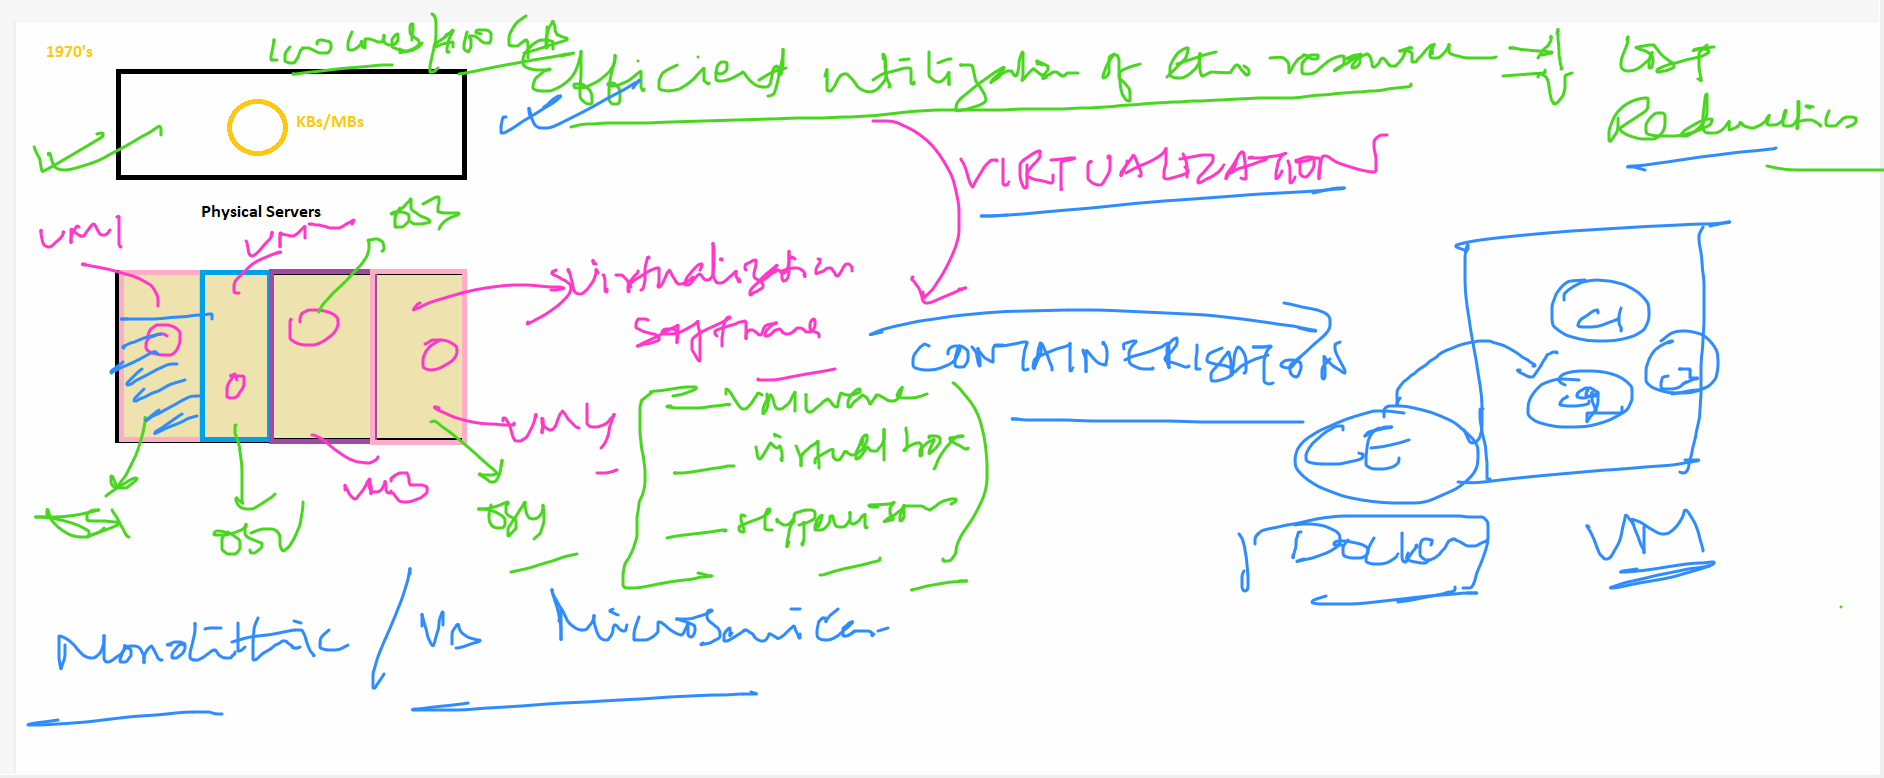 1970's
100 cores/400 GB
Efficient utilization of the resource → Cost
Reduction
KBs/MBs
VIRTUALIZATION
Physical Servers
OS3
VM1
VM
Virtualization
software
CONTAINERISATION
C1
C2
C3
VMware
virtual box
VM4
CE
VM3
OS4
Hypervisor
OS1
OS2
Docker
VM
Monolithic / Vs Microservices